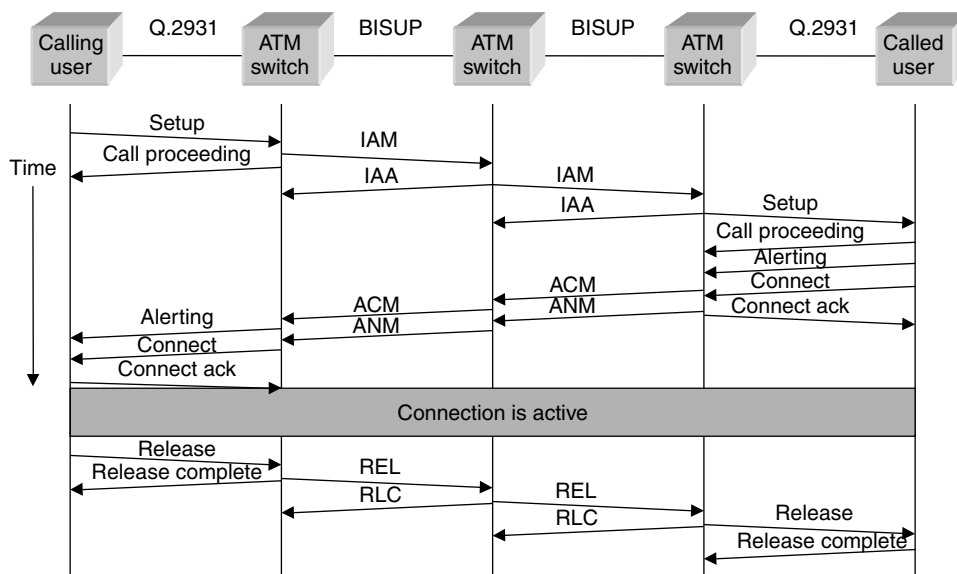 Q.2931
BISUP
BISUP
Q.2931
Calling
user
ATM
switch
ATM
switch
ATM
switch
Called
user
Time
Setup
IAM
Call proceeding
IAA
IAM
IAA
Setup
Call proceeding
Alerting
Connect
ACM
ACM
Connect ack
ANM
Alerting
ANM
Connect
Connect ack
Connection is active
Release
Release complete
REL
RLC
REL
RLC
Release
Release complete